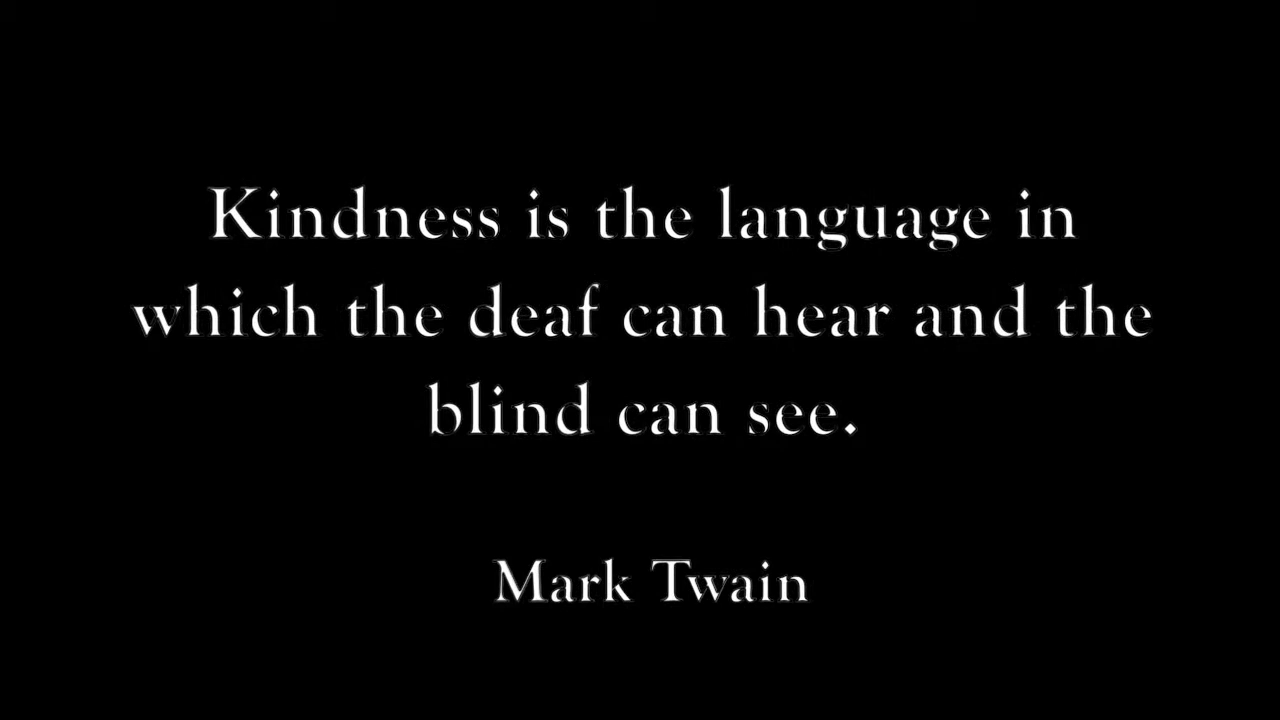 Kindness is the language in
which the deaf can hear and the
blind can see.
Mark Twain